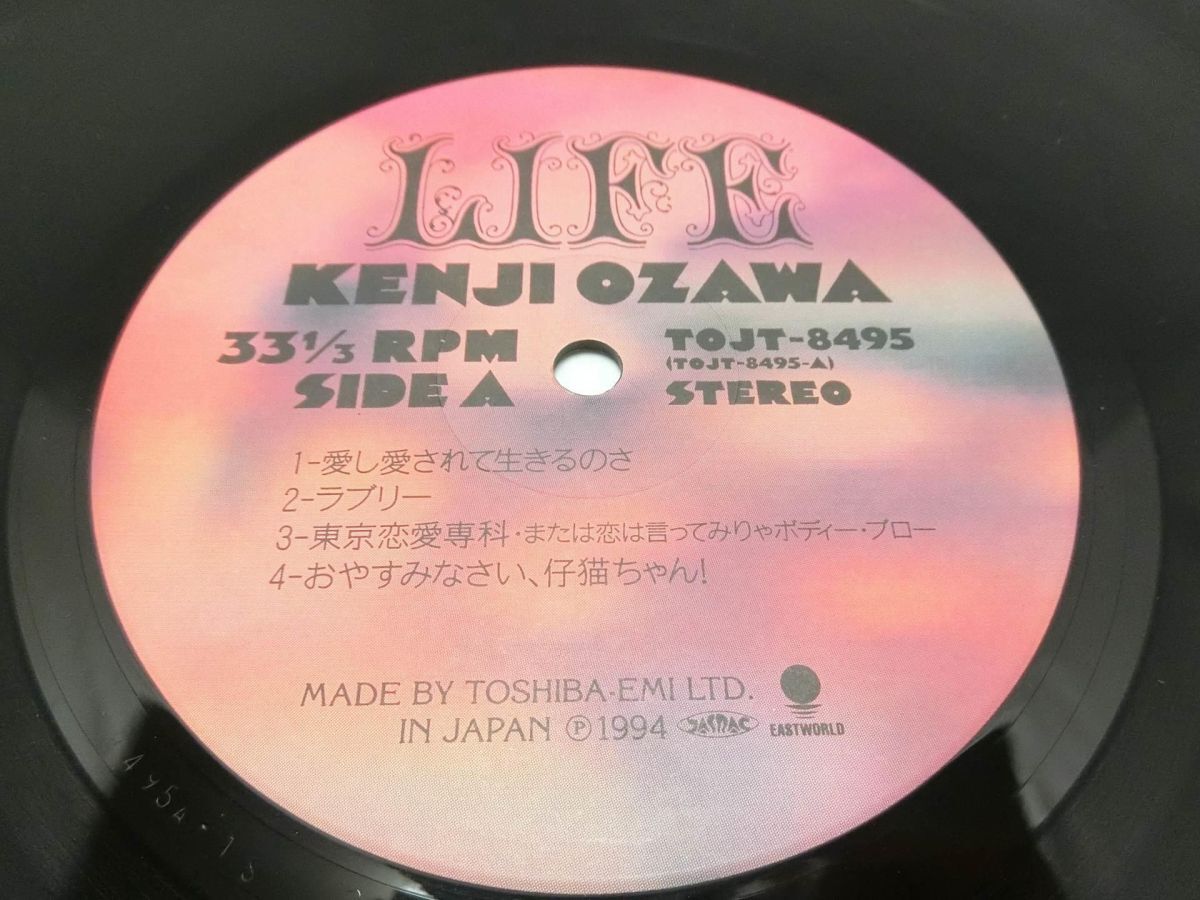 LIFE
KENJI OZAWA
33⅓ RPM
SIDE A
TOJT-8495
(TOJT-8495-A)
STEREO
1-愛し愛されて生きるのさ
2-ラブリー
3-東京恋愛専科・または恋は言ってみりゃボディー・ブロー
4-おやすみなさい、仔猫ちゃん!
MADE BY TOSHIBA-EMI LTD.
IN JAPAN ℗1994 JASRAC
EASTWORLD